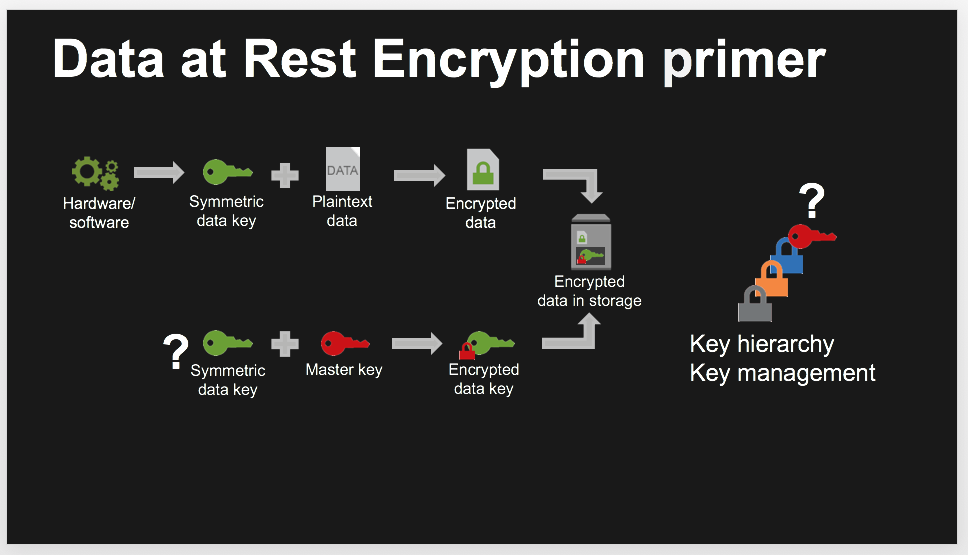 Data at Rest Encryption primer
Hardware/
software
Symmetric
data key
DATA
Plaintext
data
Encrypted
data
Encrypted
data in storage
?
Symmetric
data key
Master key
Encrypted
data key
?
Key hierarchy
Key management